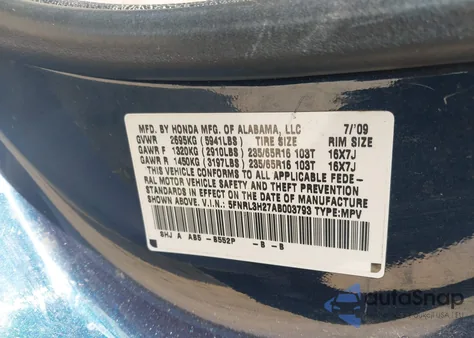 MFD. BY HONDA MFG. OF ALABAMA, LLC 7/'09
GVWR 2695KG (5941LBS) TIRE SIZE RIM SIZE
GAWR F 1320KG (2910LBS) 235/65R16 103T 16X7J
GAWR R 1450KG (3197LBS) 235/65R16 103T 16X7J
THIS VEHICLE CONFORMS TO ALL APPLICABLE FEDE-
RAL MOTOR VEHICLE SAFETY AND THEFT PREVENTION
STANDARDS IN EFFECT ON THE DATE OF MANUFACTURE
SHOWN ABOVE. V.I.N.: 5FNRL3H27AB003793 TYPE:MPV
SHJ A AB5 -B552P -B -B
autoSnap